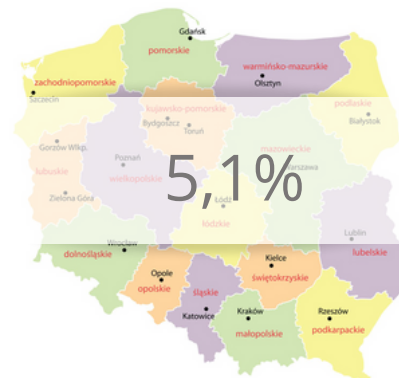 Gdańsk
pomorskie
warmińsko-mazurskie
Olsztyn
zachodniopomorskie
Szczecin
kujawsko-pomorskie
podlaskie
Bydgoszcz
Toruń
Białystok
Gorzów Wlkp.
mazowieckie
Poznań
Warszawa
lubuskie
wielkopolskie
5,1%
Zielona Góra
Łódź
łódzkie
Lublin
Wrocław
dolnośląskie
lubelskie
Kielce
Opole
świętokrzyskie
opolskie
śląskie
Katowice
Kraków
Rzeszów
małopolskie
podkarpackie